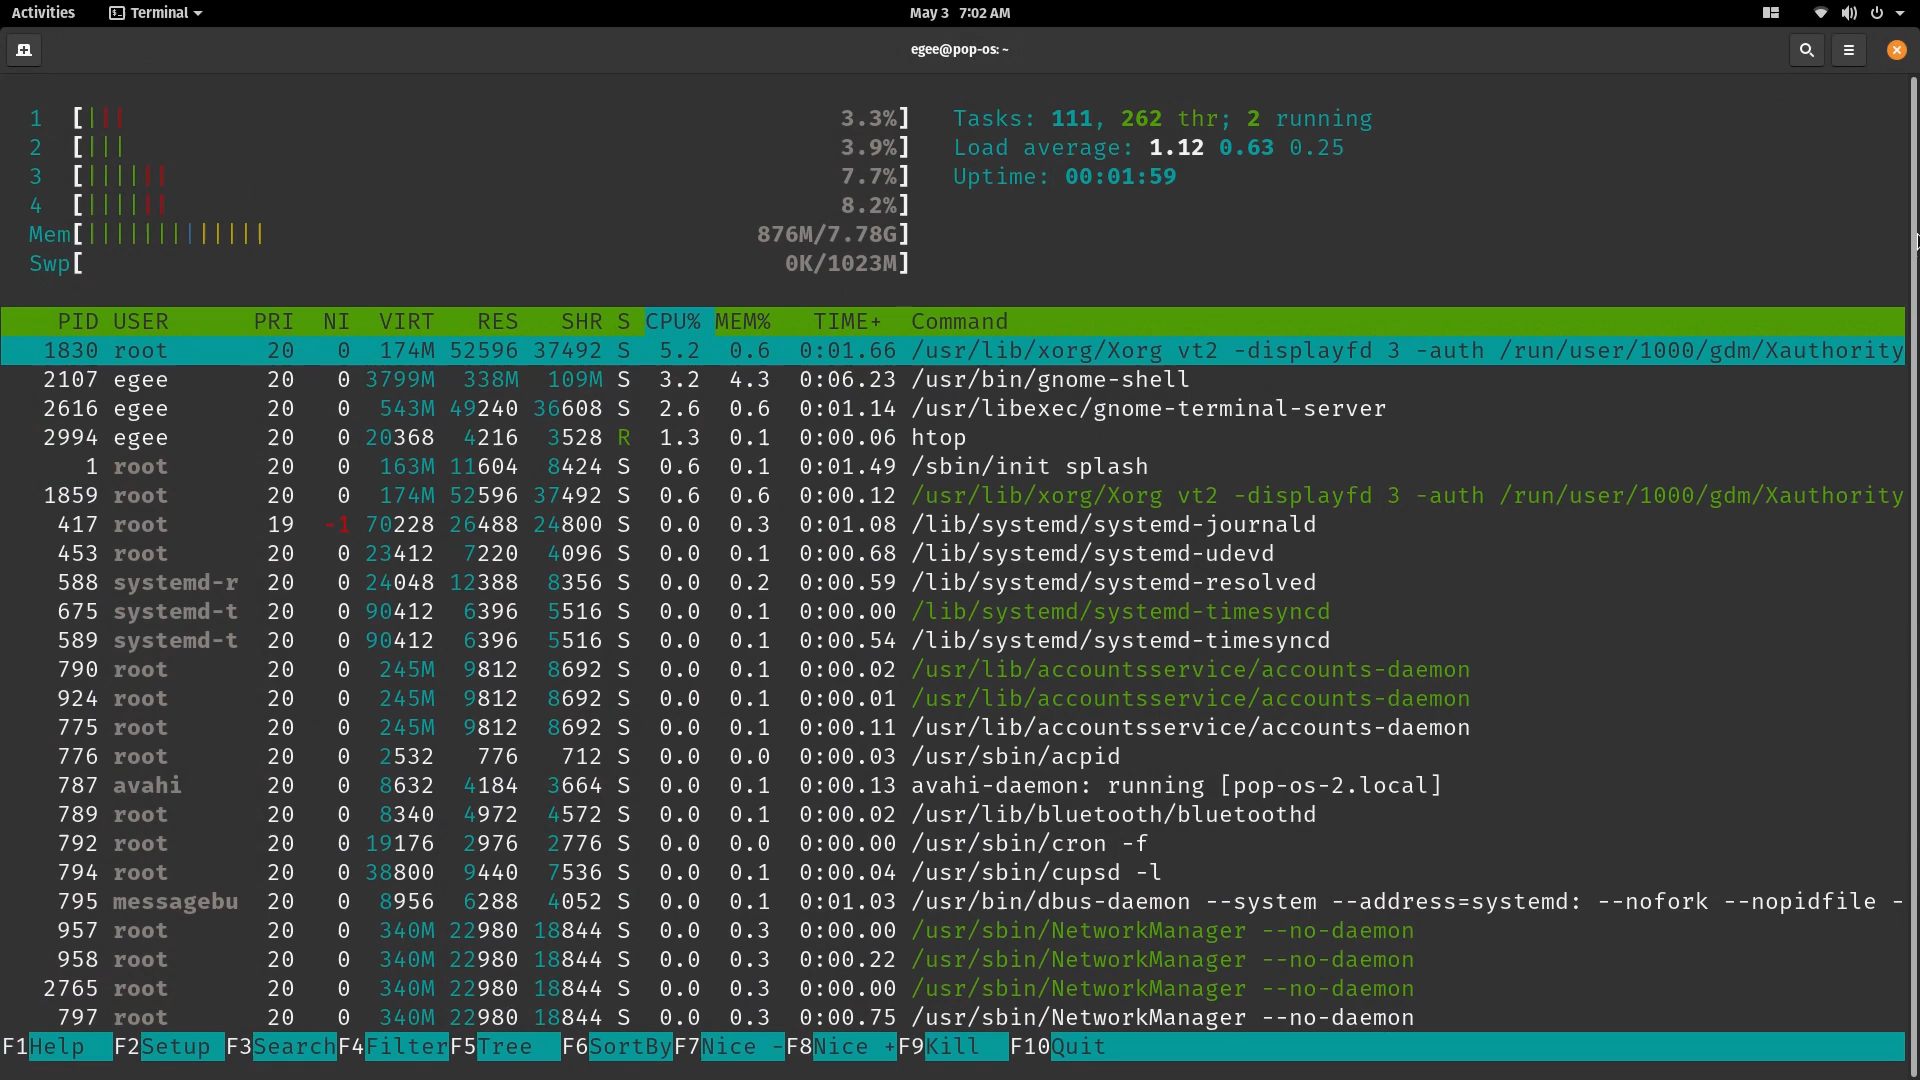 Activities Terminal May 3 7:02 AM
egee@pop-os: ~
1 [||| 3.3%] Tasks: 111, 262 thr; 2 running
2 [||| 3.9%] Load average: 1.12 0.63 0.25
3 [|||||| 7.7%] Uptime: 00:01:59
4 [|||||| 8.2%]
Mem[||||||||||||| 876M/7.78G]
Swp[ 0K/1023M]
PID USER PRI NI VIRT RES SHR S CPU% MEM% TIME+ Command
1830 root 20 0 174M 52596 37492 S 5.2 0.6 0:01.66 /usr/lib/xorg/Xorg vt2 -displayfd 3 -auth /run/user/1000/gdm/Xauthority
2107 egee 20 0 3799M 338M 109M S 3.2 4.3 0:06.23 /usr/bin/gnome-shell
2616 egee 20 0 543M 49240 36608 S 2.6 0.6 0:01.14 /usr/libexec/gnome-terminal-server
2994 egee 20 0 20368 4216 3528 R 1.3 0.1 0:00.06 htop
1 root 20 0 163M 11604 8424 S 0.6 0.1 0:01.49 /sbin/init splash
1859 root 20 0 174M 52596 37492 S 0.6 0.6 0:00.12 /usr/lib/xorg/Xorg vt2 -displayfd 3 -auth /run/user/1000/gdm/Xauthority
417 root 19 -1 70228 26488 24800 S 0.0 0.3 0:01.08 /lib/systemd/systemd-journald
453 root 20 0 23412 7220 4096 S 0.0 0.1 0:00.68 /lib/systemd/systemd-udevd
588 systemd-r 20 0 24048 12388 8356 S 0.0 0.2 0:00.59 /lib/systemd/systemd-resolved
675 systemd-t 20 0 90412 6396 5516 S 0.0 0.1 0:00.00 /lib/systemd/systemd-timesyncd
589 systemd-t 20 0 90412 6396 5516 S 0.0 0.1 0:00.54 /lib/systemd/systemd-timesyncd
790 root 20 0 245M 9812 8692 S 0.0 0.1 0:00.02 /usr/lib/accountsservice/accounts-daemon
924 root 20 0 245M 9812 8692 S 0.0 0.1 0:00.01 /usr/lib/accountsservice/accounts-daemon
775 root 20 0 245M 9812 8692 S 0.0 0.1 0:00.11 /usr/lib/accountsservice/accounts-daemon
776 root 20 0 2532 776 712 S 0.0 0.0 0:00.03 /usr/sbin/acpid
787 avahi 20 0 8632 4184 3664 S 0.0 0.1 0:00.13 avahi-daemon: running [pop-os-2.local]
789 root 20 0 8340 4972 4572 S 0.0 0.1 0:00.02 /usr/lib/bluetooth/bluetoothd
792 root 20 0 19176 2976 2776 S 0.0 0.0 0:00.00 /usr/sbin/cron -f
794 root 20 0 38800 9440 7536 S 0.0 0.1 0:00.04 /usr/sbin/cupsd -l
795 messagebu 20 0 8956 6288 4052 S 0.0 0.1 0:01.03 /usr/bin/dbus-daemon --system --address=systemd: --nofork --nopidfile -
957 root 20 0 340M 22980 18844 S 0.0 0.3 0:00.00 /usr/sbin/NetworkManager --no-daemon
958 root 20 0 340M 22980 18844 S 0.0 0.3 0:00.22 /usr/sbin/NetworkManager --no-daemon
2765 root 20 0 340M 22980 18844 S 0.0 0.3 0:00.00 /usr/sbin/NetworkManager --no-daemon
797 root 20 0 340M 22980 18844 S 0.0 0.3 0:00.75 /usr/sbin/NetworkManager --no-daemon
F1Help F2Setup F3SearchF4FilterF5Tree F6SortByF7Nice -F8Nice +F9Kill F10Quit